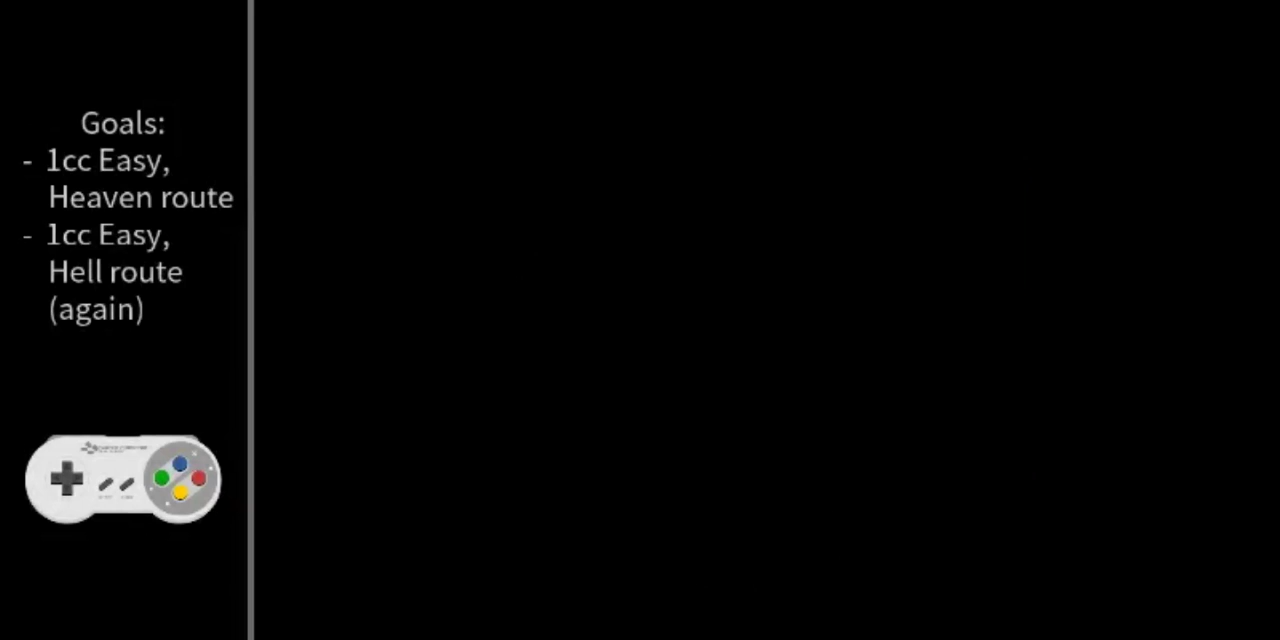 Goals:
- 1cc Easy,
Heaven route
- 1cc Easy,
Hell route
(again)